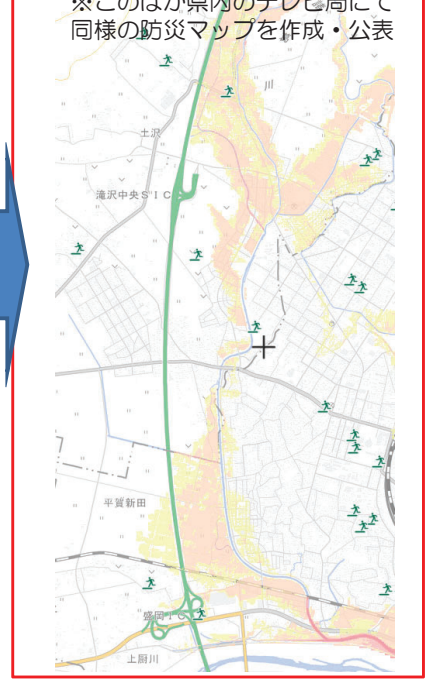 ※このほか県内のテレビ局にて
同様の防災マップを作成・公表
川
土沢
滝沢中央SIC
平賀新田
盛岡IC
上厨川